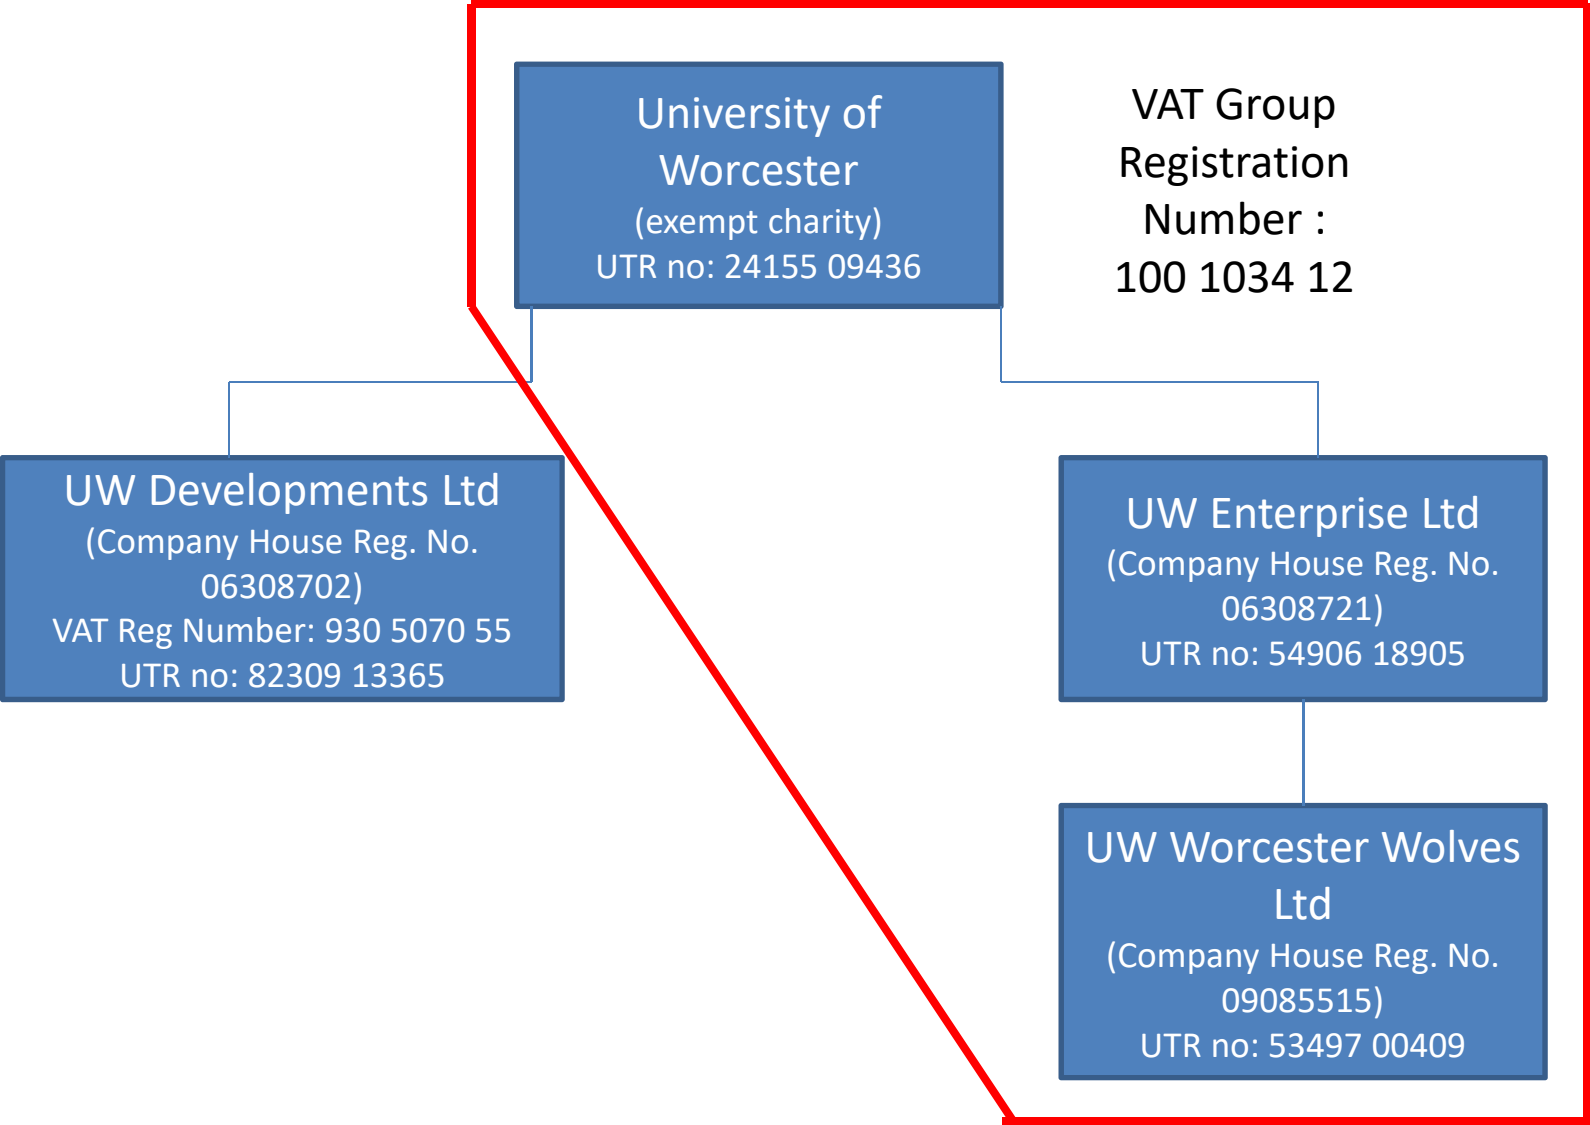 University of
Worcester
(exempt charity)
UTR no: 24155 09436
VAT Group
Registration
Number :
100 1034 12
UW Developments Ltd
(Company House Reg. No.
06308702)
VAT Reg Number: 930 5070 55
UTR no: 82309 13365
UW Enterprise Ltd
(Company House Reg. No.
06308721)
UTR no: 54906 18905
UW Worcester Wolves
Ltd
(Company House Reg. No.
09085515)
UTR no: 53497 00409